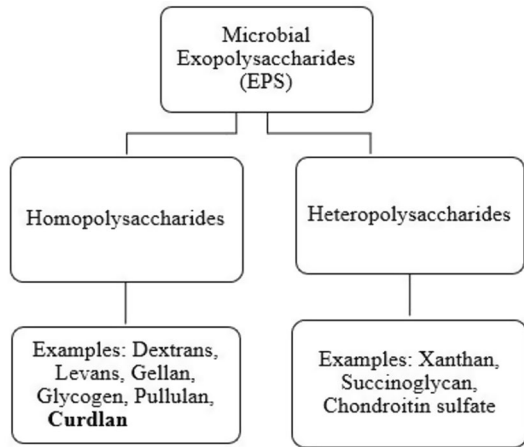 Microbial
Exopolysaccharides
(EPS)
Homopolysaccharides
Heteropolysaccharides
Examples: Dextrans,
Levans, Gellan,
Glycogen, Pullulan,
Curdlan
Examples: Xanthan,
Succinoglycan,
Chondroitin sulfate